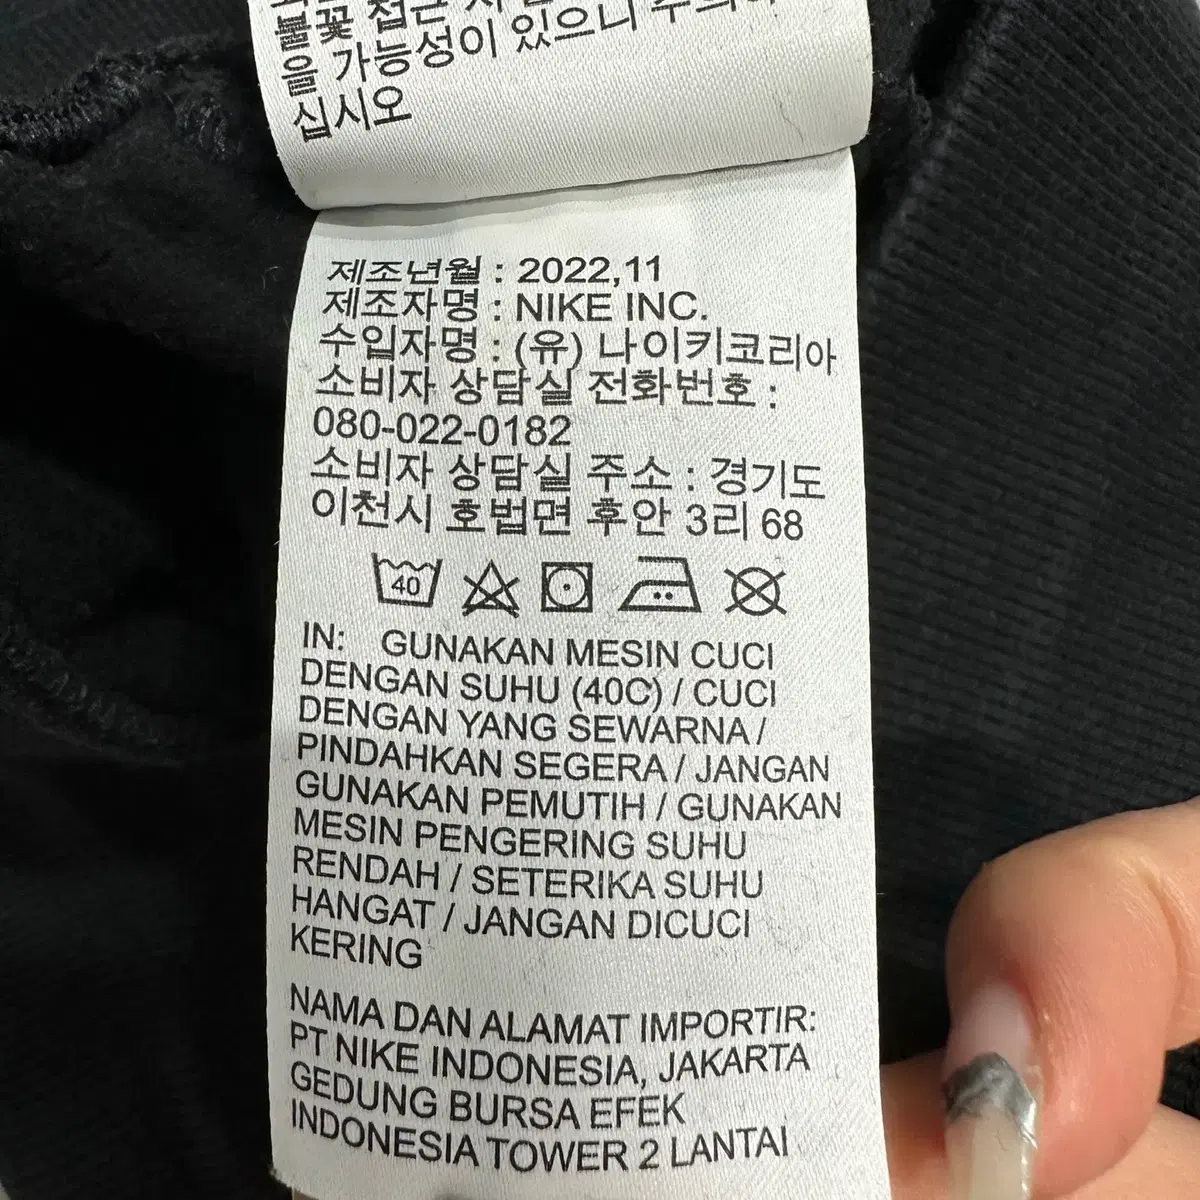 불꽃 접근 시
을 가능성이 있으니 주의하
십시오
제조년월 : 2022,11
제조자명 : NIKE INC.
수입자명 : (유) 나이키코리아
소비자 상담실 전화번호 :
080-022-0182
소비자 상담실 주소 : 경기도
이천시 호법면 후안 3리 68
40
IN: GUNAKAN MESIN CUCI
DENGAN SUHU (40C) / CUCI
DENGAN YANG SEWARNA /
PINDAHKAN SEGERA / JANGAN
GUNAKAN PEMUTIH / GUNAKAN
MESIN PENGERING SUHU
RENDAH / SETERIKA SUHU
HANGAT / JANGAN DICUCI
KERING
NAMA DAN ALAMAT IMPORTIR:
PT NIKE INDONESIA, JAKARTA
GEDUNG BURSA EFEK
INDONESIA TOWER 2 LANTAI